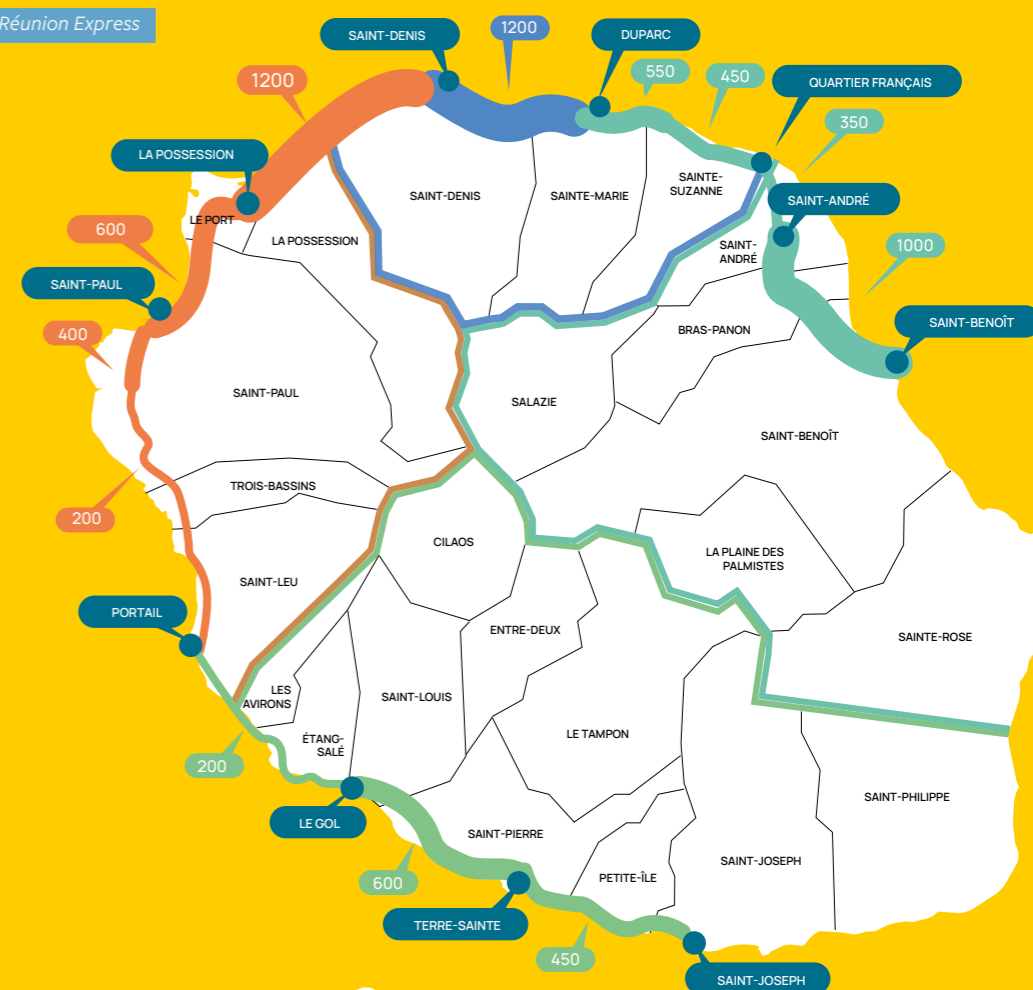 Réunion Express
SAINT-DENIS
1200
DUPARC
1200
550
450
QUARTIER FRANÇAIS
350
LA POSSESSION
SAINT-DENIS
SAINTE-MARIE
SAINTE-
SUZANNE
SAINT-ANDRÉ
LE PORT
600
LA POSSESSION
SAINT-
ANDRÉ
1000
SAINT-PAUL
SAINT-BENOÎT
400
BRAS-PANON
SAINT-PAUL
SALAZIE
SAINT-BENOÎT
TROIS-BASSINS
200
CILAOS
LA PLAINE DES
PALMISTES
SAINT-LEU
PORTAIL
ENTRE-DEUX
SAINTE-ROSE
LES
AVIRONS
SAINT-LOUIS
ÉTANG-
SALÉ
LE TAMPON
200
SAINT-PHILIPPE
LE GOL
SAINT-PIERRE
SAINT-JOSEPH
PETITE-ÎLE
600
TERRE-SAINTE
450
SAINT-JOSEPH